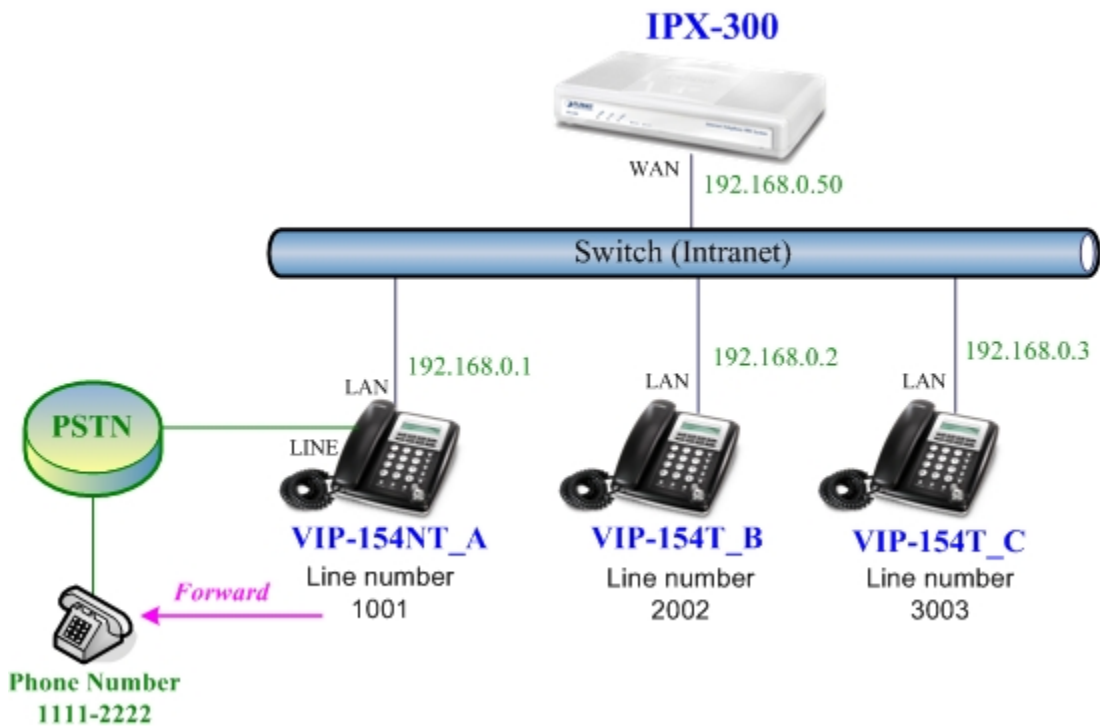 IPX-300
WAN
192.168.0.50
Switch (Intranet)
192.168.0.1
192.168.0.2
192.168.0.3
LAN
LAN
LAN
PSTN
LINE
VIP-154NT_A
VIP-154T_B
VIP-154T_C
Line number
1001
Line number
2002
Line number
3003
Forward
Phone Number
1111-2222